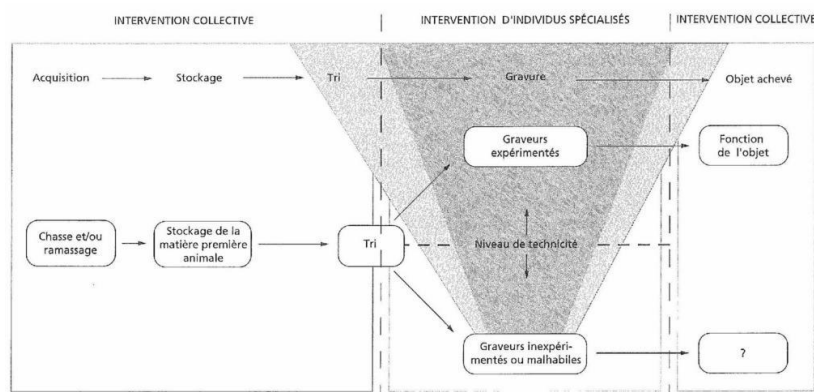 INTERVENTION COLLECTIVE
INTERVENTION D'INDIVIDUS SPÉCIALISÉS
INTERVENTION COLLECTIVE
Acquisition
Stockage
Tri
Gravure
Objet achevé
Graveurs
expérimentés
Fonction
de l'objet
Chasse et/ou
ramassage
Stockage de la
matière première
animale
Tri
Niveau de technicité
Graveurs inexpéri-
mentés ou malhabiles
?